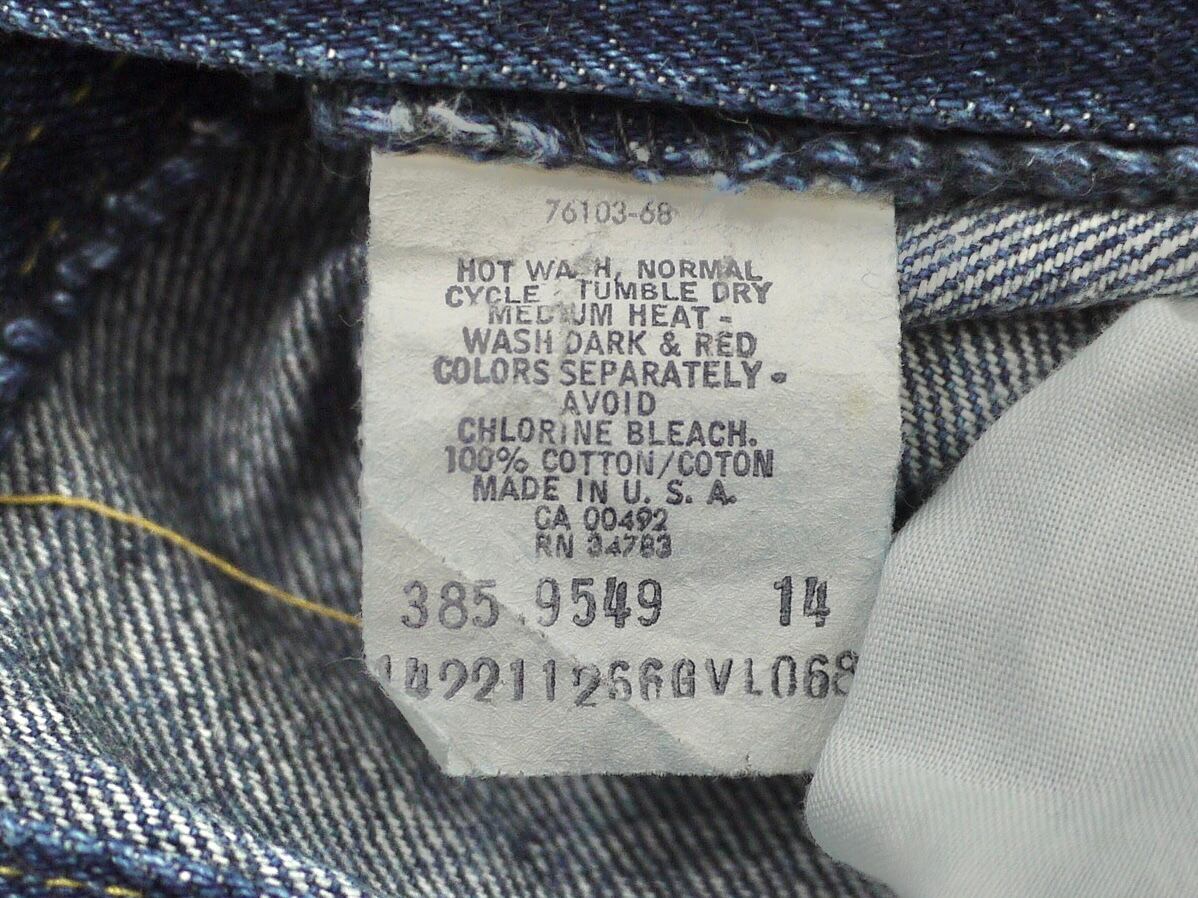 76103-68
HOT WASH, NORMAL
CYCLE TUMBLE DRY
MEDIUM HEAT -
WASH DARK & RED
COLORS SEPARATELY -
AVOID
CHLORINE BLEACH.
100% COTTON/COTON
MADE IN U. S. A.
CA 00492
RN 34783
385 9549 14
142211266GVL068